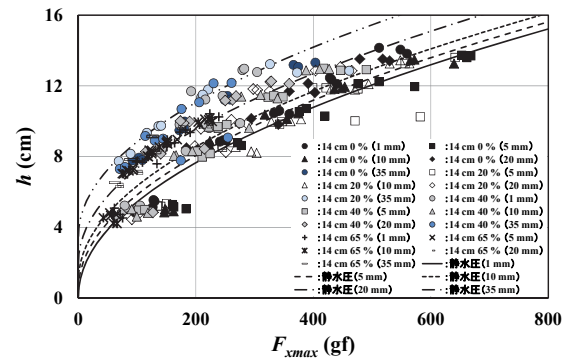 16
12
8
4
0
h (cm)
:14 cm 0 % (1 mm) :14 cm 0 % (5 mm)
:14 cm 0 % (10 mm) :14 cm 0 % (20 mm)
:14 cm 0 % (35 mm) :14 cm 20 % (5 mm)
:14 cm 20 % (10 mm) :14 cm 20 % (20 mm)
:14 cm 20 % (35 mm) :14 cm 40 % (1 mm)
:14 cm 40 % (5 mm) :14 cm 40 % (10 mm)
:14 cm 40 % (20 mm) :14 cm 40 % (35 mm)
:14 cm 65 % (1 mm) :14 cm 65 % (5 mm)
:14 cm 65 % (10 mm) :14 cm 65 % (20 mm)
:14 cm 65 % (35 mm) :静水圧 (1 mm)
:静水圧 (5 mm) :静水圧 (10 mm)
:静水圧 (20 mm) :静水圧 (35 mm)
0 200 400 600 800
Fxmax (gf)